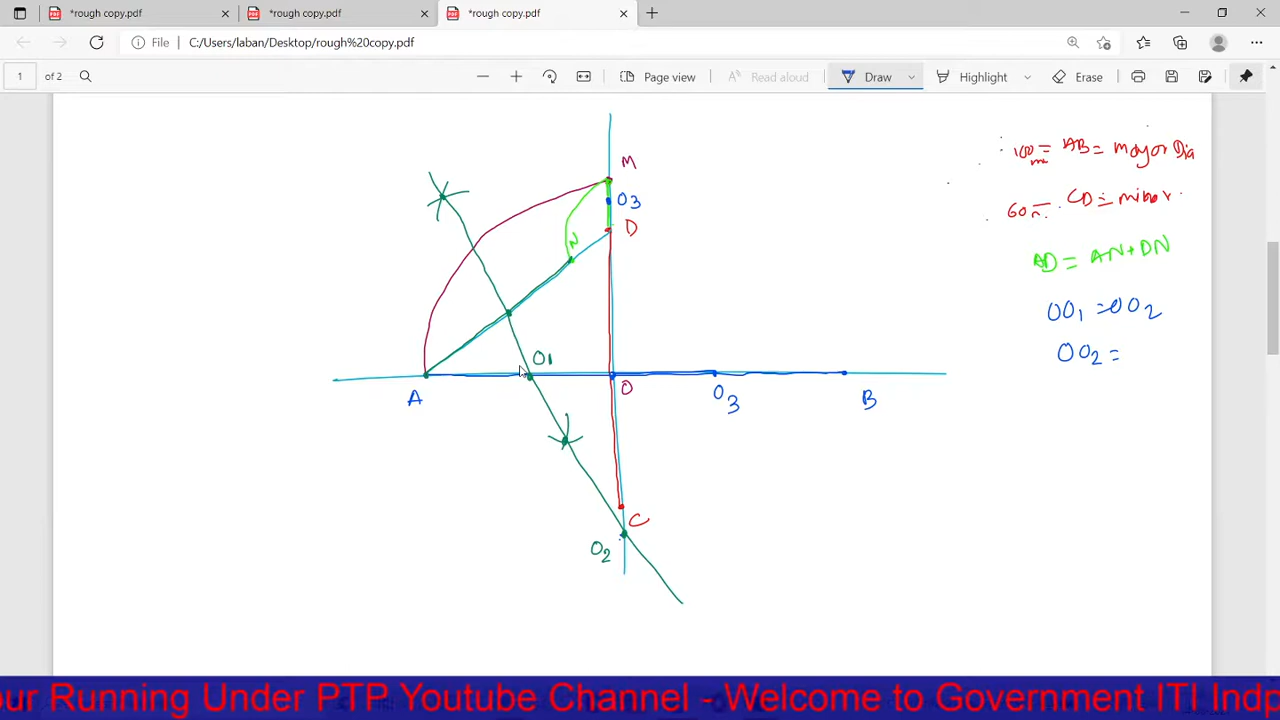 *rough copy.pdf
*rough copy.pdf
*rough copy.pdf
File
C:/Users/laban/Desktop/rough%20copy.pdf
1
of 2
Page view
Read aloud
Draw
Highlight
Erase
M
O3
D
N
O1
A
O
O3
B
C
O2
100 = AB = major Dia
60 CD = minor
AD = AN + DN
OO1 = OO2
OO2 =
our Running Under PTP Youtube Channel - Welcome to Government ITI Indp